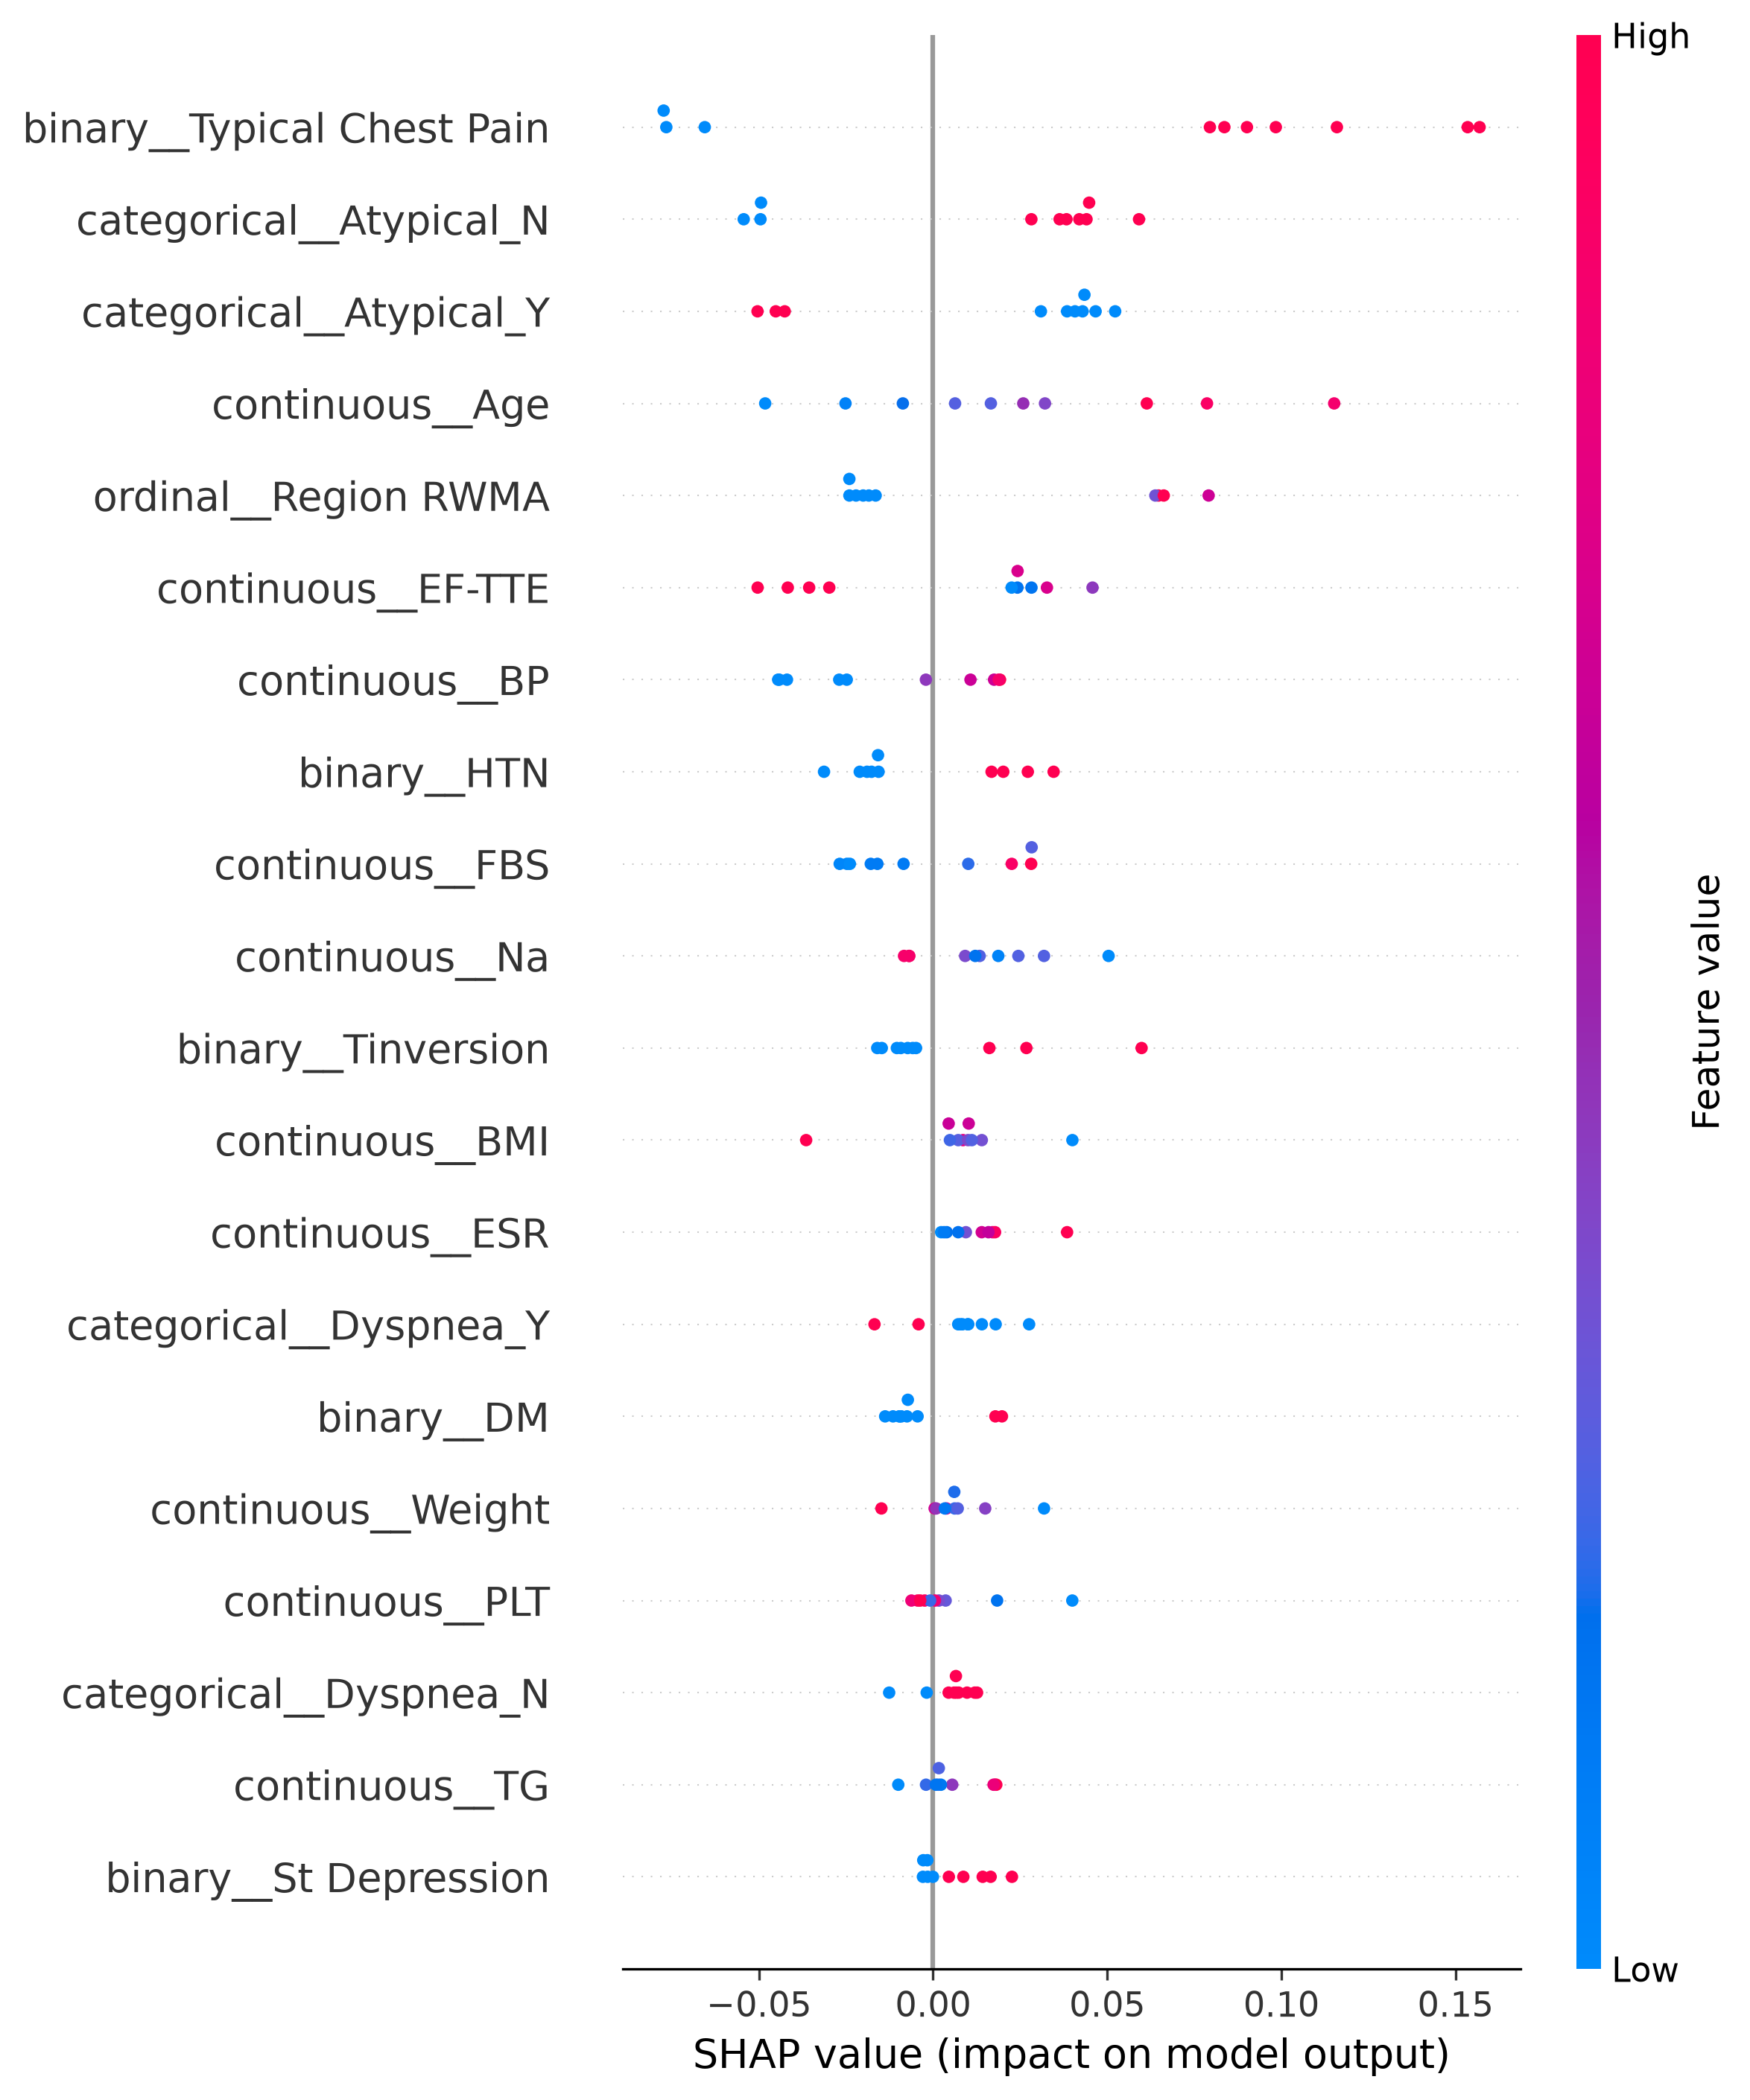 High
binary__Typical Chest Pain
categorical__Atypical_N
categorical__Atypical_Y
continuous__Age
ordinal__Region RWMA
continuous__EF-TTE
continuous__BP
binary__HTN
continuous__FBS
continuous__Na
binary__Tinversion
continuous__BMI
continuous__ESR
categorical__Dyspnea_Y
binary__DM
continuous__Weight
continuous__PLT
categorical__Dyspnea_N
continuous__TG
binary__St Depression
Feature value
Low
−0.05 0.00 0.05 0.10 0.15
SHAP value (impact on model output)